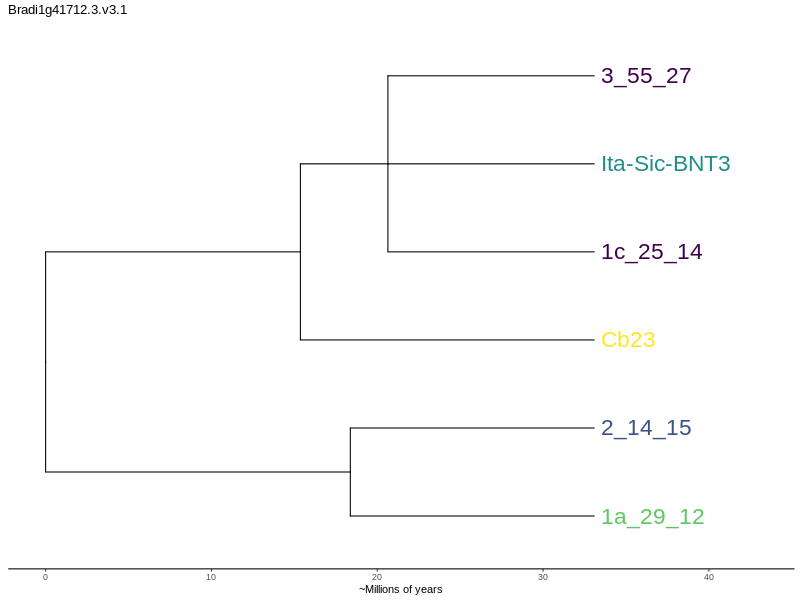 Bradi1g41712.3.v3.1
3_55_27
Ita-Sic-BNT3
1c_25_14
Cb23
2_14_15
1a_29_12
0 10 20 30 40
~Millions of years